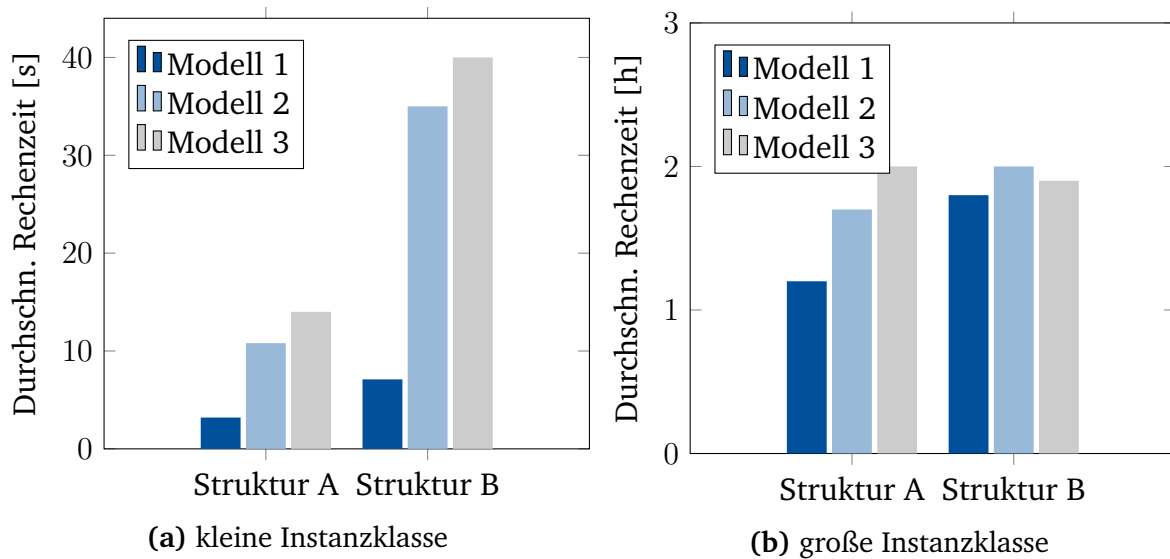 Durchschn. Rechenzeit [s]
40
30
20
10
0
Modell 1
Modell 2
Modell 3
Struktur A Struktur B
(a) kleine Instanzklasse
Durchschn. Rechenzeit [h]
3
2
1
0
Modell 1
Modell 2
Modell 3
Struktur A Struktur B
(b) große Instanzklasse